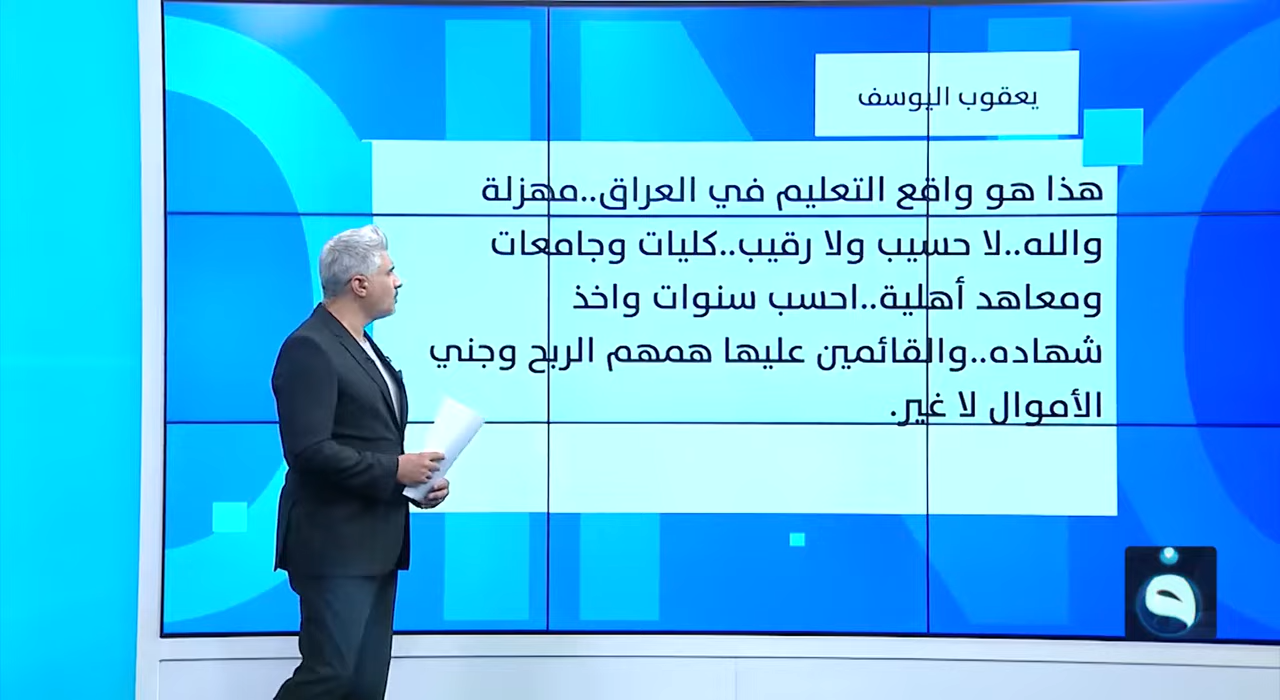 يعقوب اليوسف
هذا هو واقع التعليم في العراق..مهزلة
والله..لا حسيب ولا رقيب..كليات وجامعات
ومعاهد أهلية..احسب سنوات واخذ
شهاده..والقائمين عليها همهم الربح وجني
الأموال لا غير.